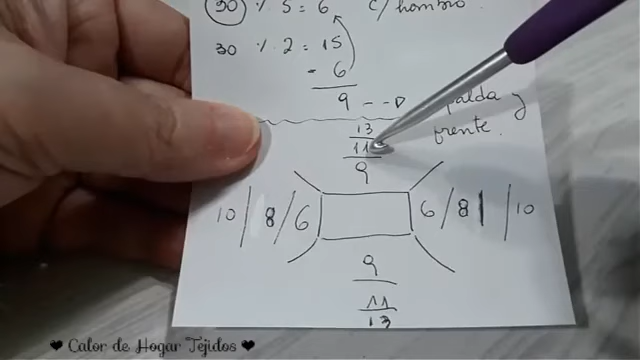 30 % 5 = 6 c/hombro.
30 % 2 = 15
- 6
9 --
palda y
frente.
13
11
9
10 / 8 / 6 6 / 8 / 10
9
11
13
♥ Calor de Hogar Tejidos ♥